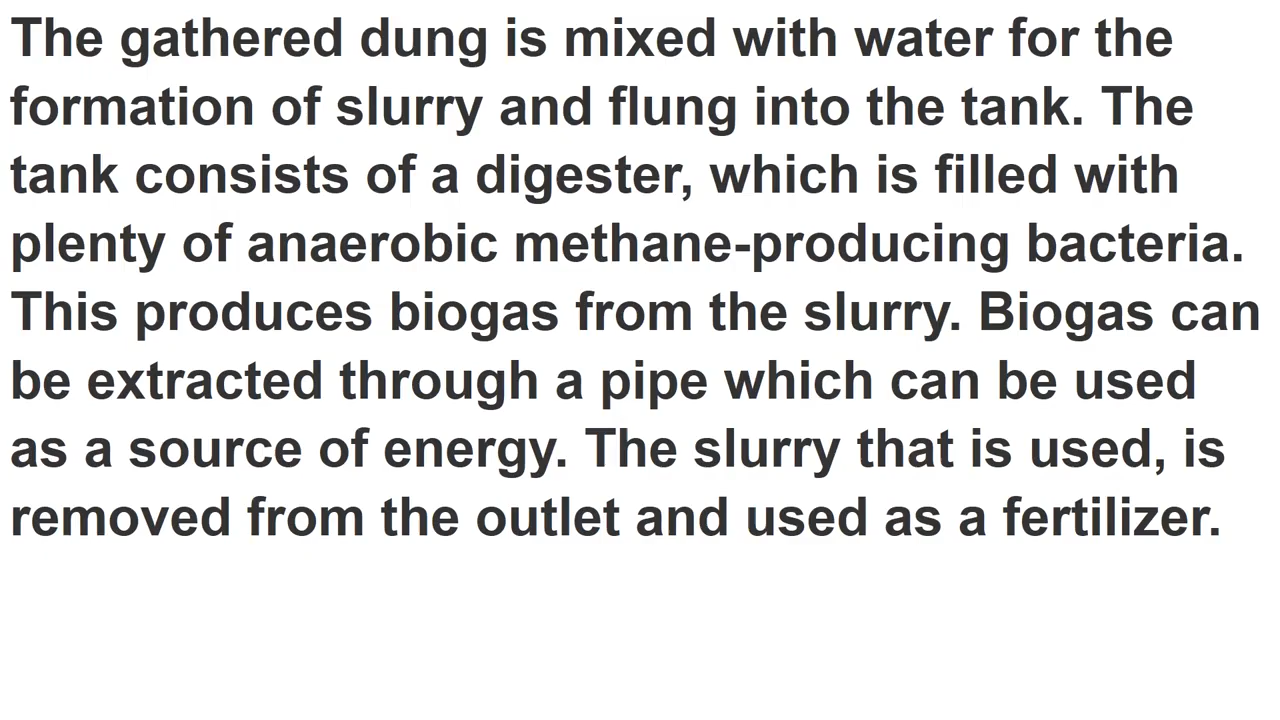 The gathered dung is mixed with water for the
formation of slurry and flung into the tank. The
tank consists of a digester, which is filled with
plenty of anaerobic methane-producing bacteria.
This produces biogas from the slurry. Biogas can
be extracted through a pipe which can be used
as a source of energy. The slurry that is used, is
removed from the outlet and used as a fertilizer.